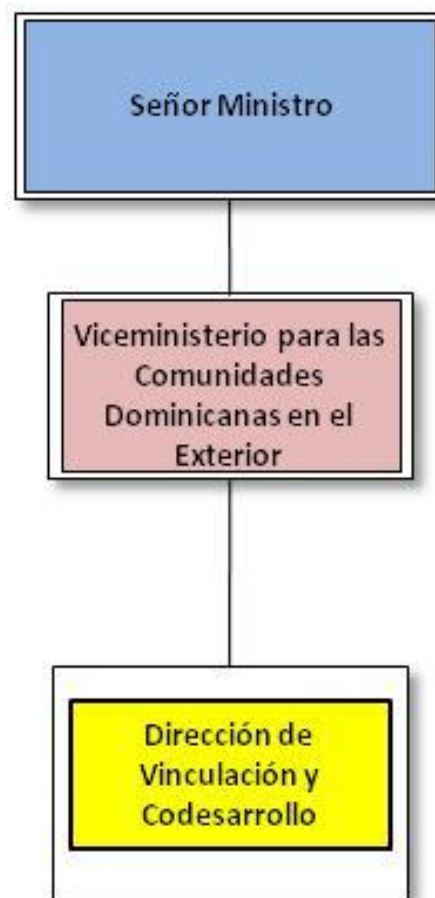 Señor Ministro
Viceministerio para las
Comunidades
Dominicanas en el
Exterior
Dirección de
Vinculación y
Codesarrollo